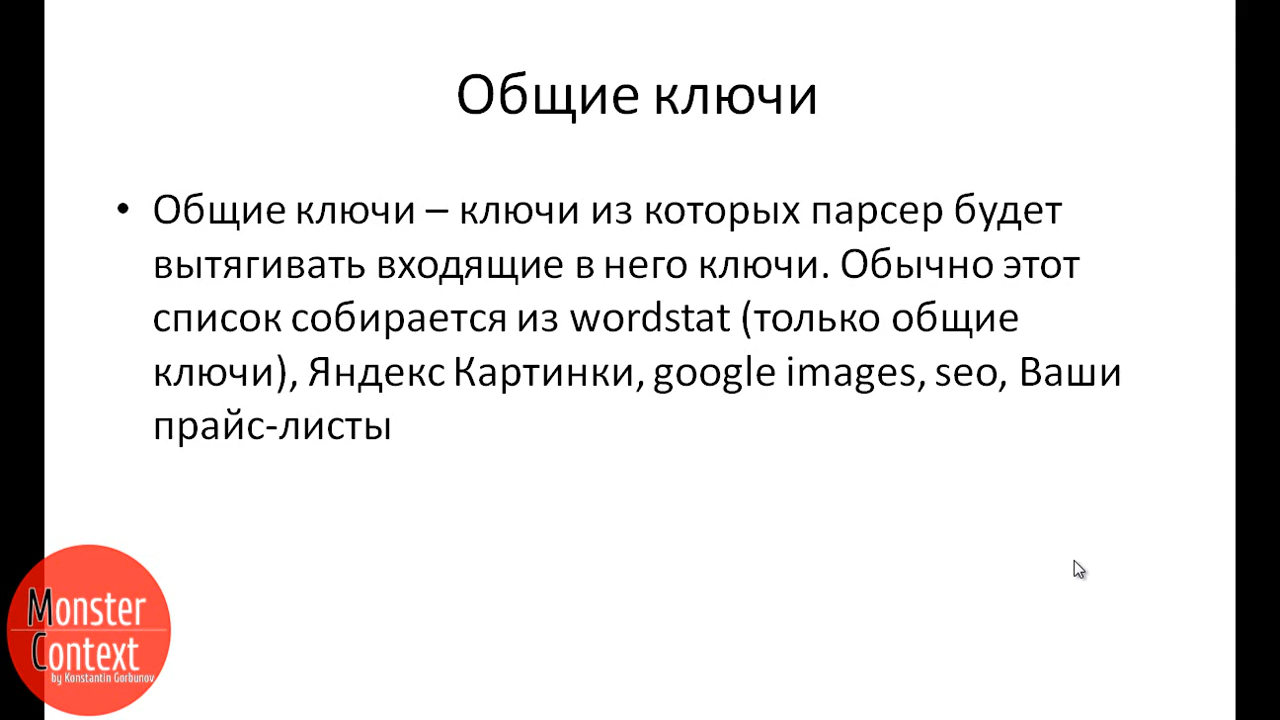 Общие ключи
• Общие ключи – ключи из которых парсер будет
вытягивать входящие в него ключи. Обычно этот
список собирается из wordstat (только общие
ключи), Яндекс Картинки, google images, seo, Ваши
прайс-листы
Monster
Context
by Konstantin Gorbunov